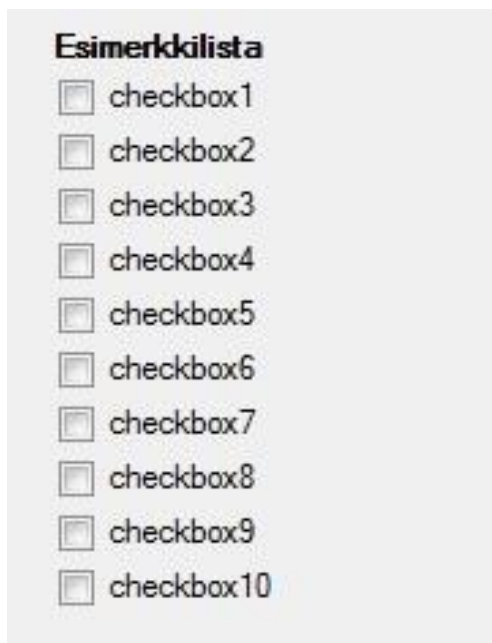 Esimerkkilista
checkbox1
checkbox2
checkbox3
checkbox4
checkbox5
checkbox6
checkbox7
checkbox8
checkbox9
checkbox10